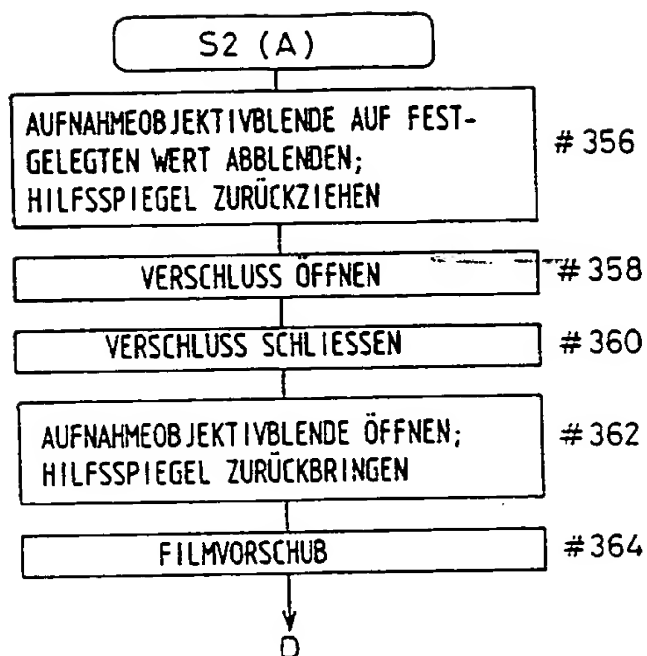 S2 (A)
AUFNAHMEOBJEKTIVBLENDE AUF FEST-
GELEGTEN WERT ABBLENDEN;
HILFSSPIEGEL ZURÜCKZIEHEN
#356
VERSCHLUSS ÖFFNEN
#358
VERSCHLUSS SCHLIESSEN
#360
AUFNAHMEOBJEKTIVBLENDE ÖFFNEN;
HILFSSPIEGEL ZURÜCKBRINGEN
#362
FILMVORSCHUB
#364
D